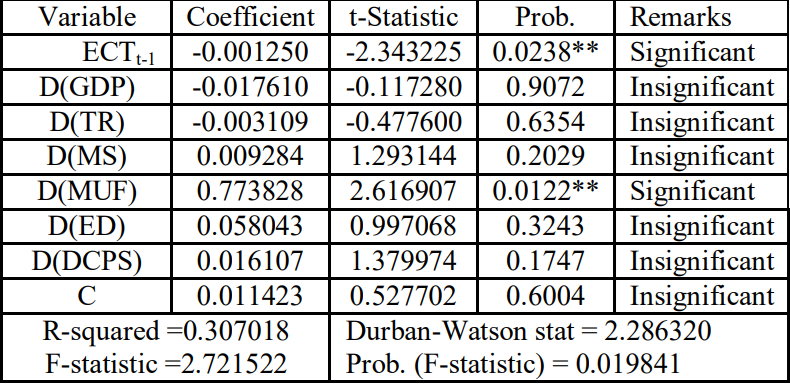 Variable Coefficient t-Statistic Prob. Remarks
ECTt-1 -0.001250 -2.343225 0.0238** Significant
D(GDP) -0.017610 -0.117280 0.9072 Insignificant
D(TR) -0.003109 -0.477600 0.6354 Insignificant
D(MS) 0.009284 1.293144 0.2029 Insignificant
D(MUF) 0.773828 2.616907 0.0122** Significant
D(ED) 0.058043 0.997068 0.3243 Insignificant
D(DCPS) 0.016107 1.379974 0.1747 Insignificant
C 0.011423 0.527702 0.6004 Insignificant
R-squared =0.307018 Durban-Watson stat = 2.286320
F-statistic =2.721522 Prob. (F-statistic) = 0.019841